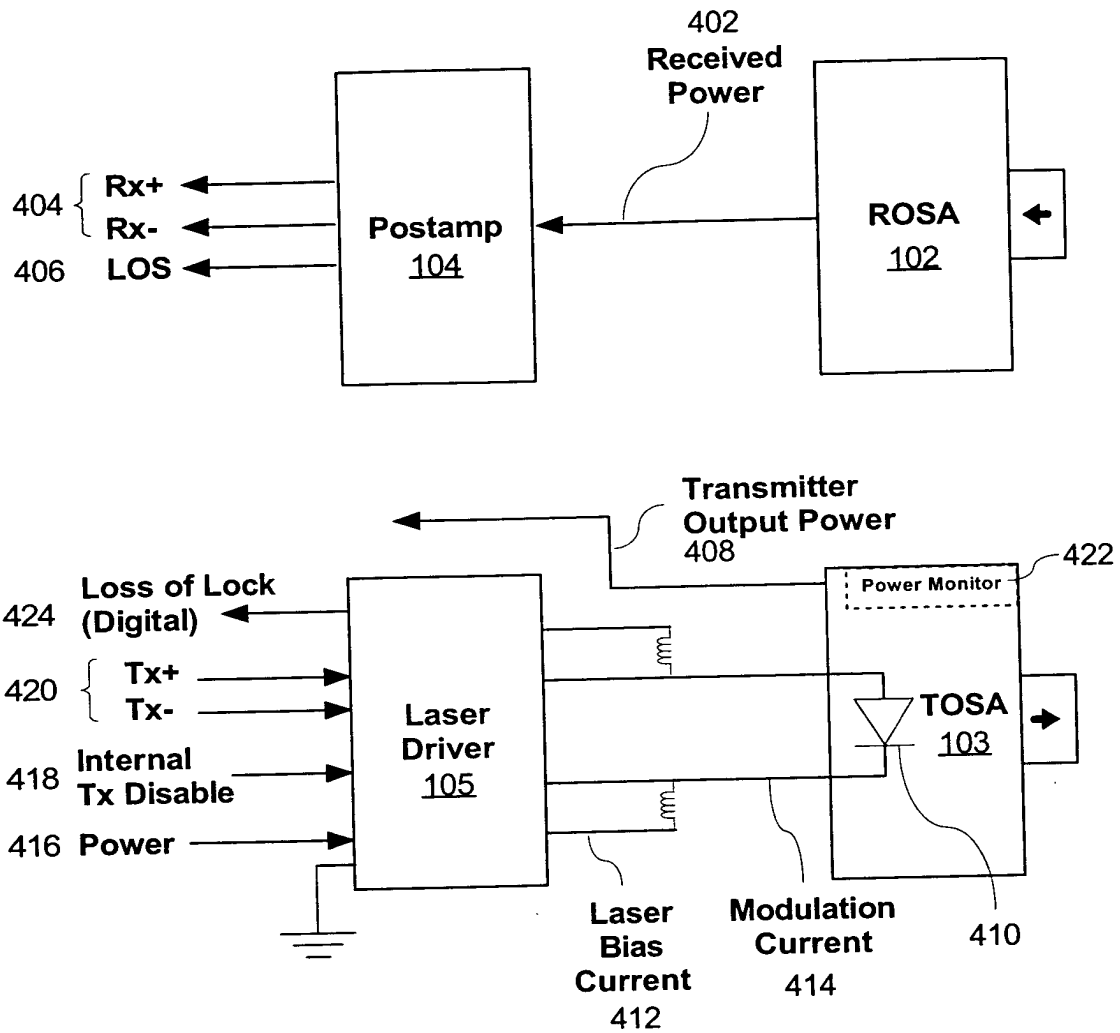 402
Received
Power
404
Rx+
Rx-
406
LOS
Postamp
104
ROSA
102
Transmitter
Output Power
408
Power Monitor
422
424
Loss of Lock
(Digital)
420
Tx+
Tx-
418
Internal
Tx Disable
416
Power
Laser
Driver
105
TOSA
103
Laser
Bias
Current
412
Modulation
Current
414
410